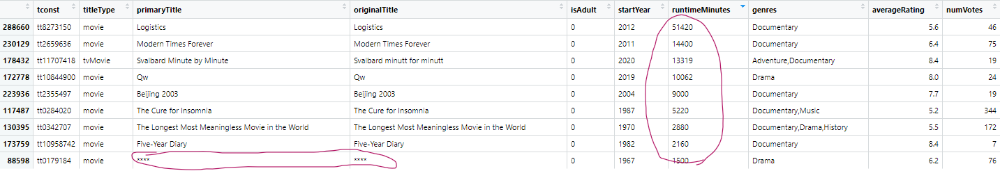 tconst titleType primaryTitle originalTitle isAdult startYear runtimeMinutes genres averageRating numVotes
288660 tt8273150 movie Logistics Logistics 0 2012 51420 Documentary 5.6 46
230129 tt2659636 movie Modern Times Forever Modern Times Forever 0 2011 14400 Documentary 6.4 75
178432 tt11707418 tvMovie Svalbard Minute by Minute Svalbard minutt for minutt 0 2020 13319 Adventure,Documentary 8.4 19
172778 tt10844900 movie Qw Qw 0 2019 10062 Drama 8.0 24
223936 tt2355497 movie Beijing 2003 Beijing 2003 0 2004 9000 Documentary 7.7 19
117487 tt0284020 movie The Cure for Insomnia The Cure for Insomnia 0 1987 5220 Documentary,Music 5.2 344
130395 tt0342707 movie The Longest Most Meaningless Movie in the World The Longest Most Meaningless Movie in the World 0 1970 2880 Documentary,Drama,History 5.5 172
173759 tt10958742 movie Five-Year Diary Five-Year Diary 0 1982 2160 Documentary 8.4 7
88598 tt0179184 movie **** **** 0 1967 1500 Drama 6.2 76